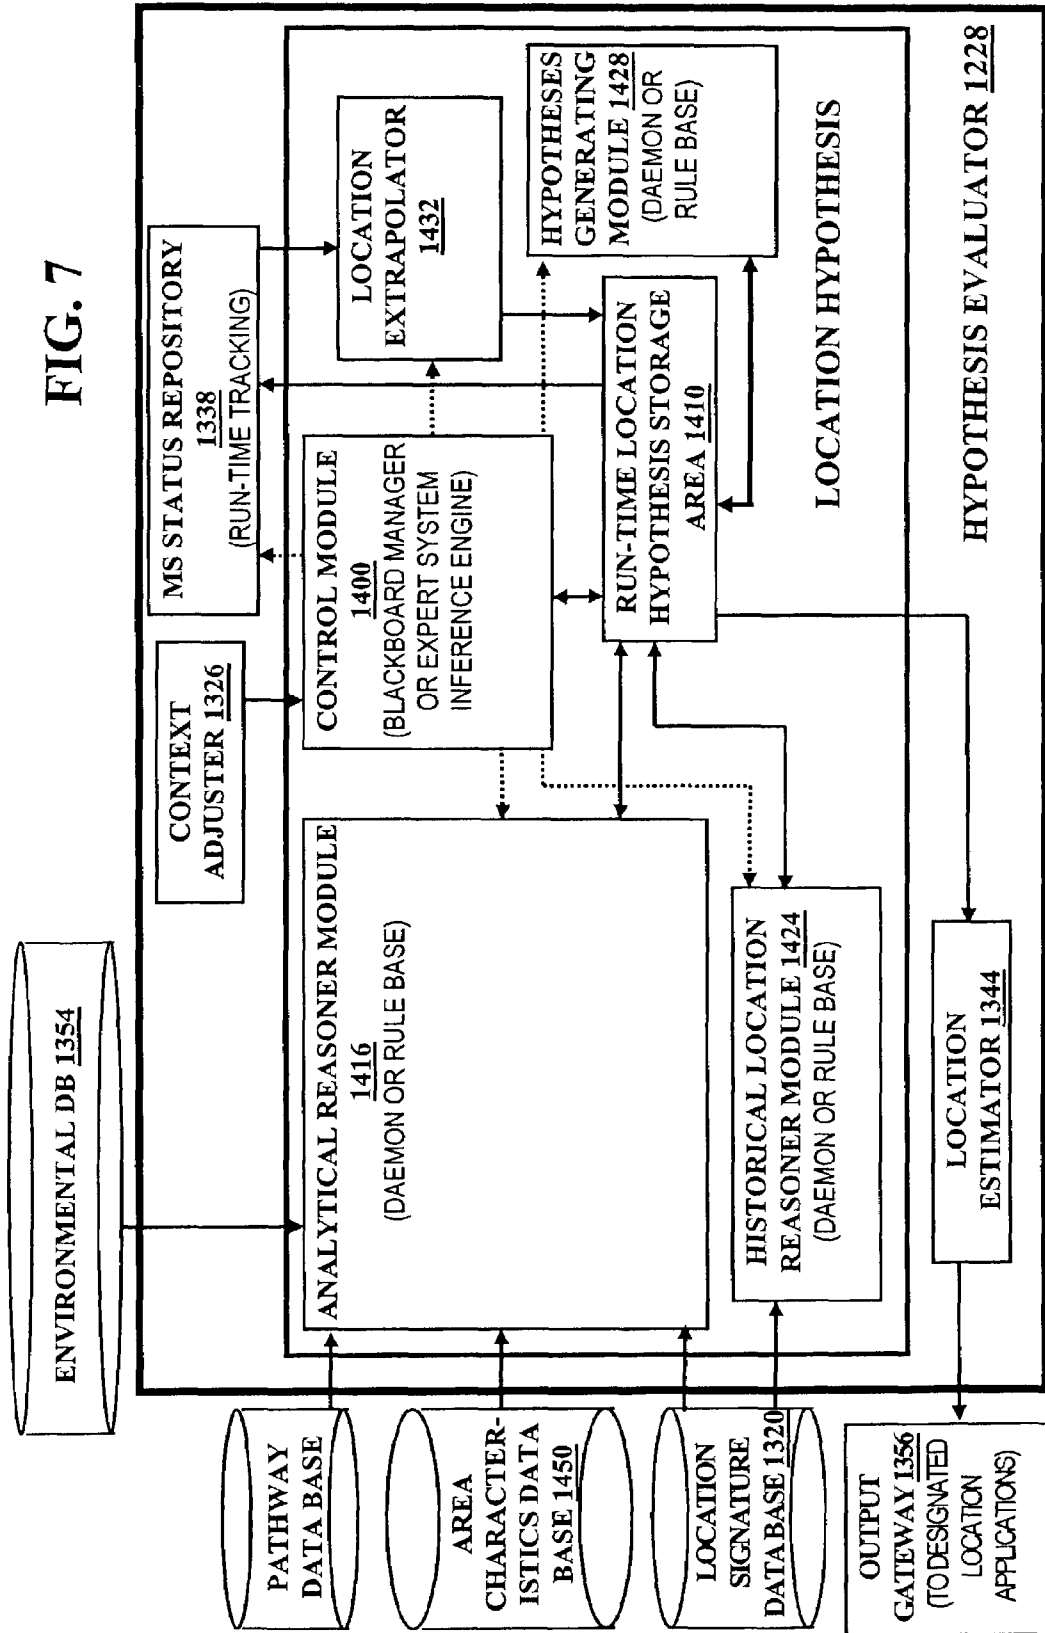 FIG. 7
ENVIRONMENTAL DB 1354
CONTEXT
ADJUSTER 1326
MS STATUS REPOSITORY
1338
(RUN-TIME TRACKING)
PATHWAY
DATA BASE
AREA
CHARACTER-
ISTICS DATA
BASE 1450
LOCATION
SIGNATURE
DATABASE 1320
OUTPUT
GATEWAY 1356
(TO DESIGNATED
LOCATION
APPLICATIONS)
ANALYTICAL REASONER MODULE
1416
(DAEMON OR RULE BASE)
CONTROL MODULE
1400
(BLACKBOARD MANAGER
OR EXPERT SYSTEM
INFERENCE ENGINE)
LOCATION
EXTRAPOLATOR
1432
HYPOTHESES
GENERATING
MODULE 1428
(DAEMON OR
RULE BASE)
RUN-TIME LOCATION
HYPOTHESIS STORAGE
AREA 1410
HISTORICAL LOCATION
REASONER MODULE 1424
(DAEMON OR RULE BASE)
LOCATION HYPOTHESIS
LOCATION
ESTIMATOR 1344
HYPOTHESIS EVALUATOR 1228